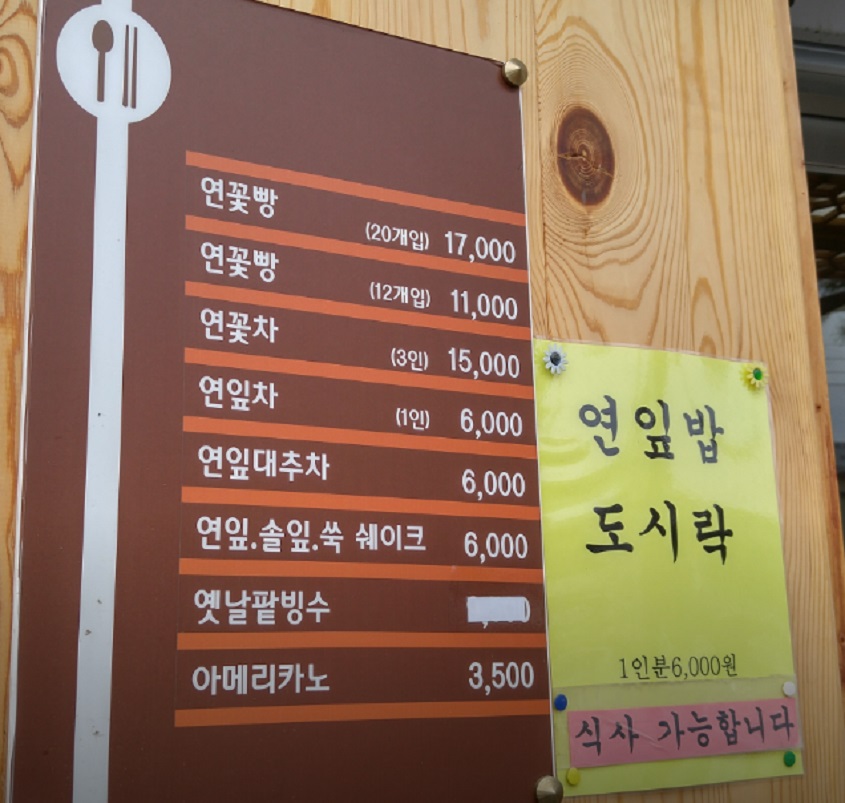 연꽃빵 (20개입) 17,000
연꽃빵 (12개입) 11,000
연꽃차 (3인) 15,000
연잎차 (1인) 6,000
연잎대추차 6,000
연잎.솔잎.쑥 쉐이크 6,000
옛날팥빙수
아메리카노 3,500
연잎밥
도시락
1인분6,000원
식사 가능합니다